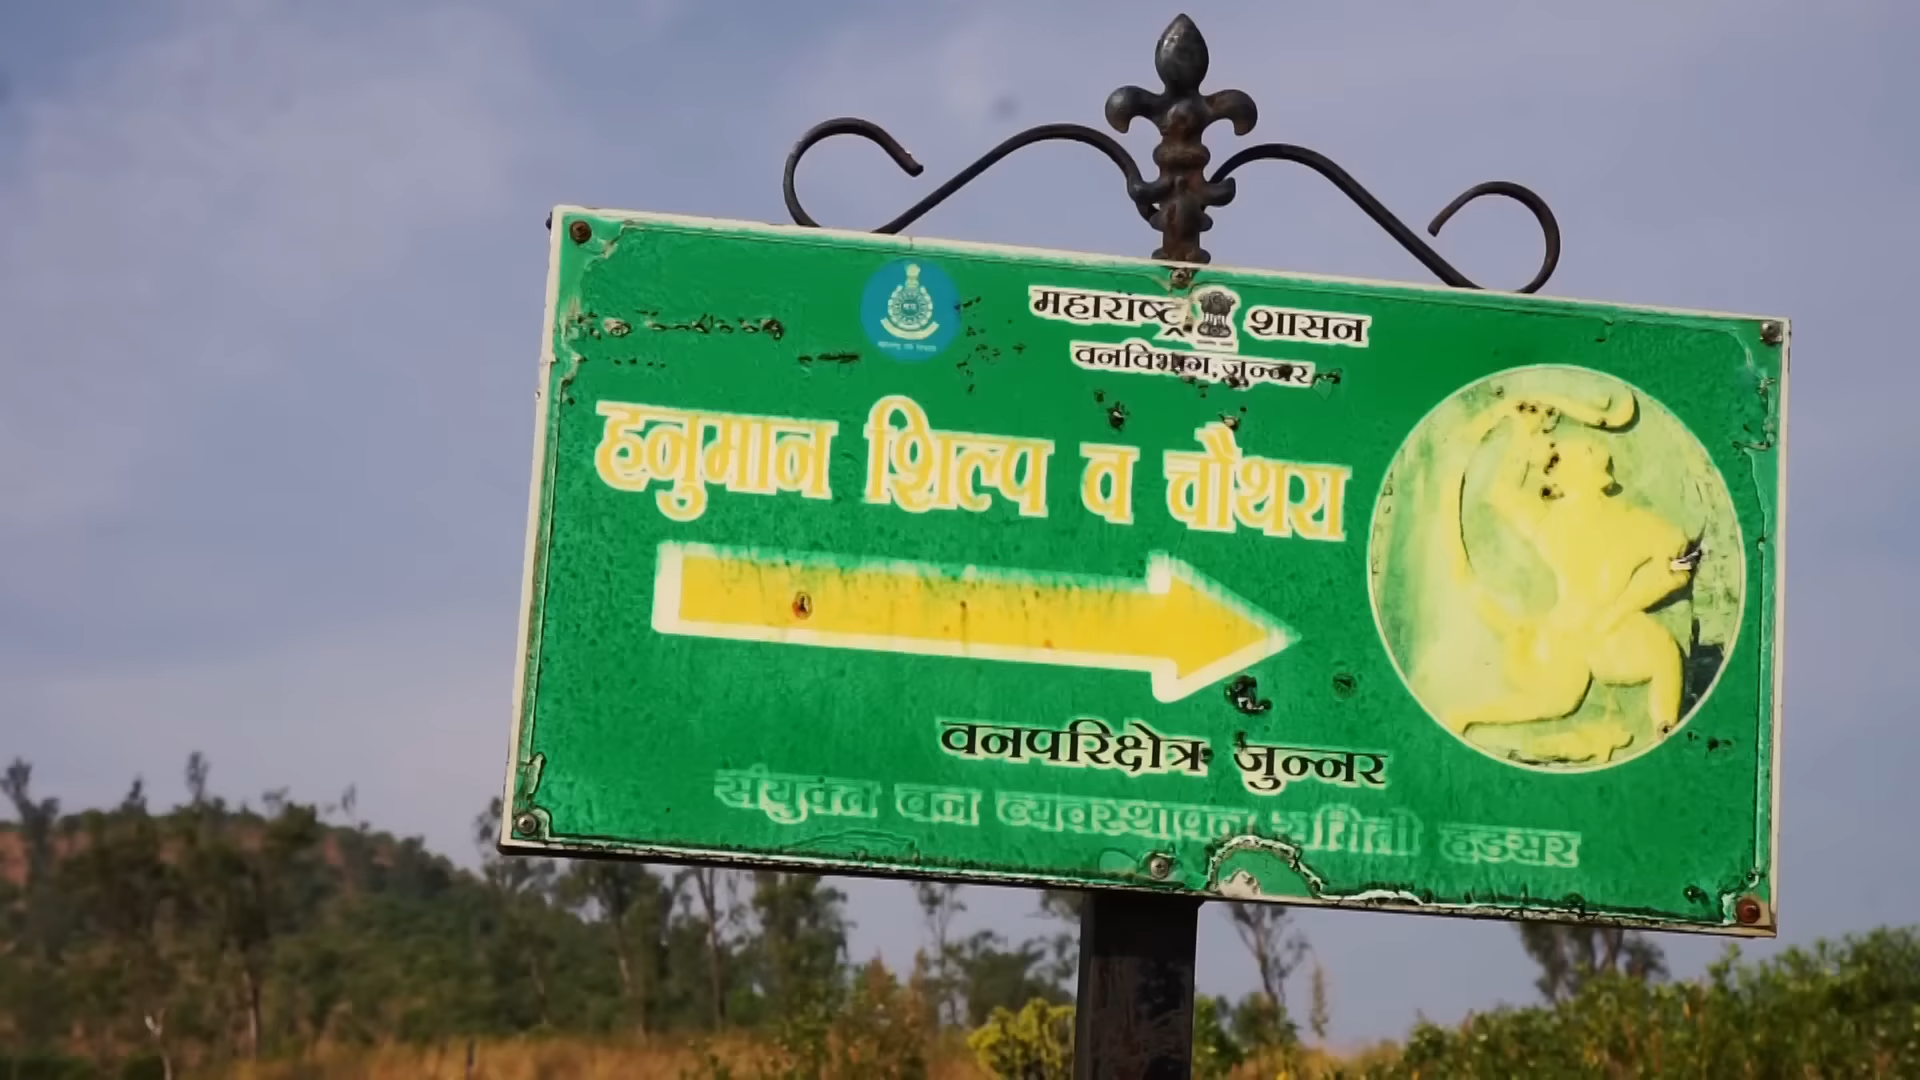 महाराष्ट्र शासन
वनविभाग, जुन्नर
हनुमान शिल्प व चौथरा
वनपरिक्षेत्र जुन्नर
संयुक्त वन व्यवस्थापन समिती हडसर